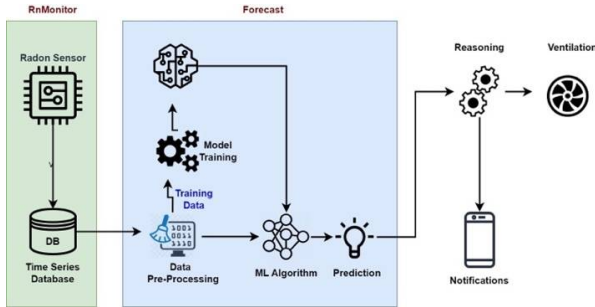 RnMonitor
Forecast
Radon Sensor
Reasoning
Ventilation
Model
Training
Training
Data
DB
Time Series
Database
Data
Pre-Processing
ML Algorithm
Prediction
Notifications